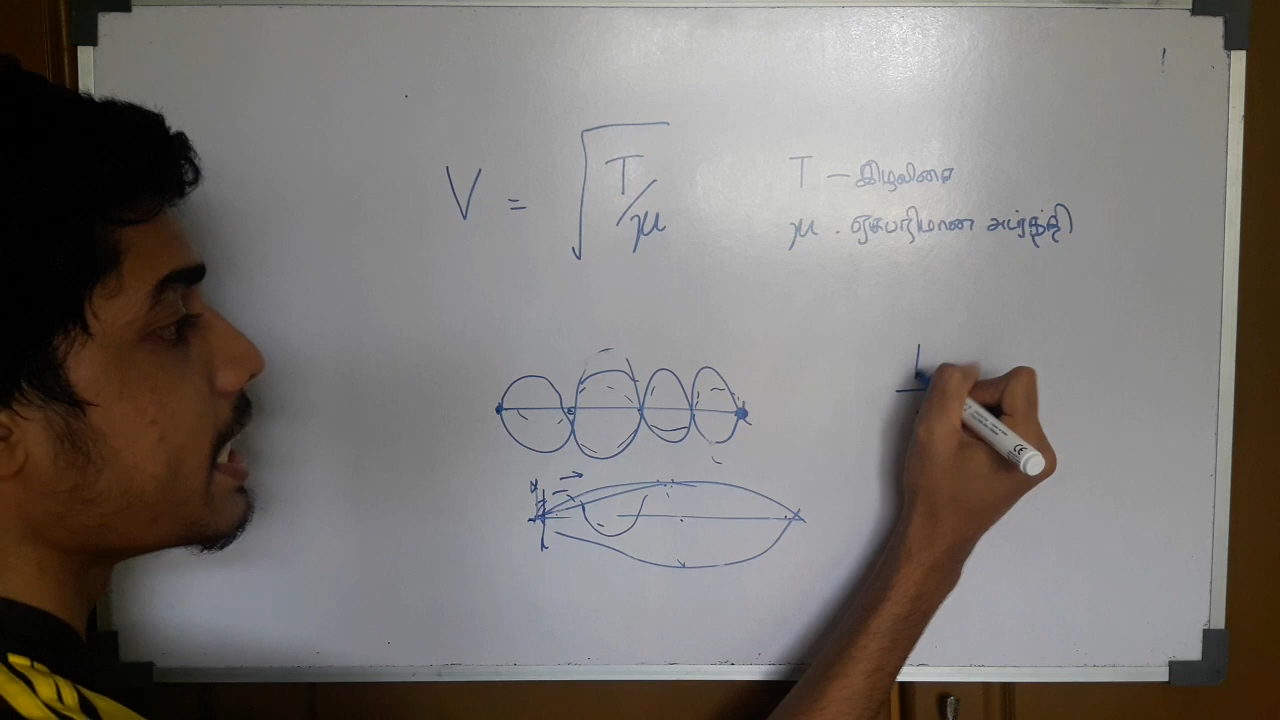 V = √T/μ
T – இழுவிசை
μ . ஏகபரிமான அடர்த்தி